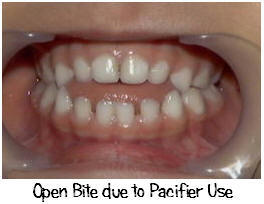 Open Bite due to Pacifier Use